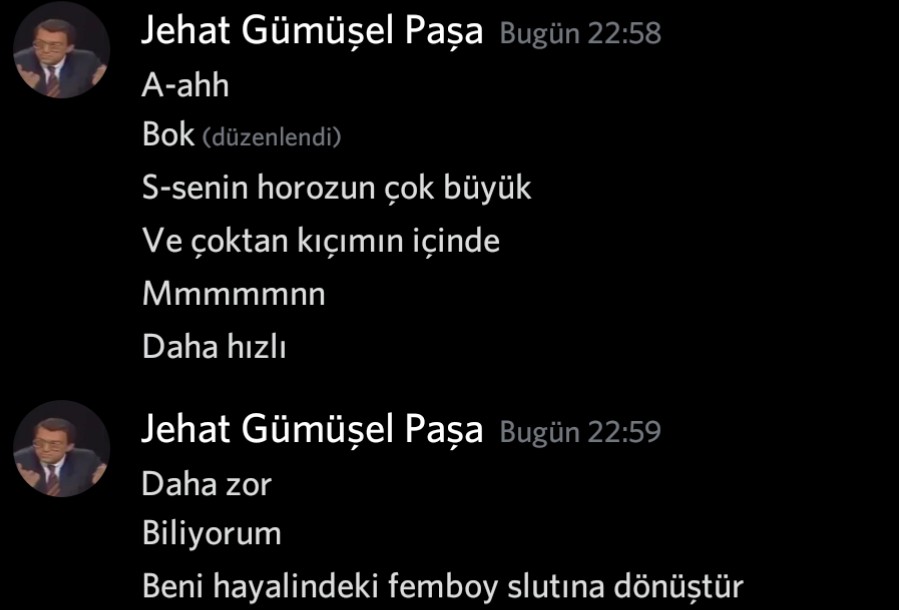 Jehat Gümüşel Paşa Bugün 22:58
A-ahh
Bok (düzenlendi)
S-senin horozun çok büyük
Ve çoktan kıçımın içinde
Mmmmmnn
Daha hızlı
Jehat Gümüşel Paşa Bugün 22:59
Daha zor
Biliyorum
Beni hayalindeki femboy slutına dönüştür